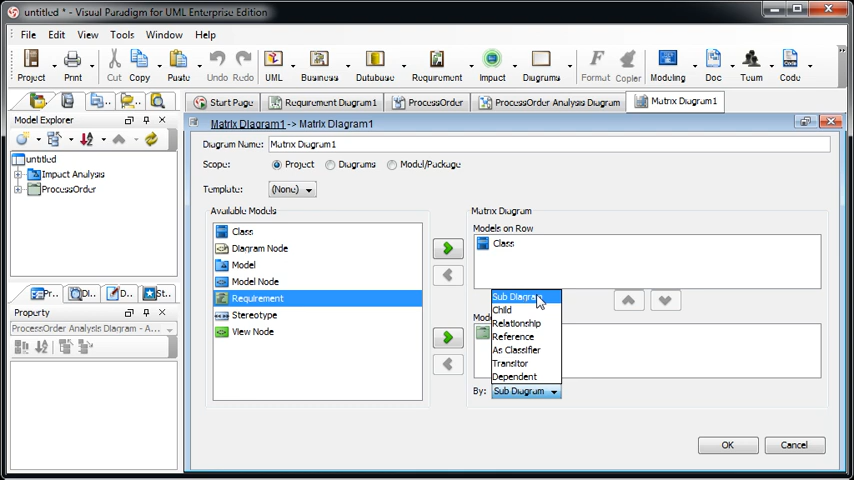 untitled * - Visual Paradigm for UML Enterprise Edition
File Edit View Tools Window Help
Project Print Cut Copy Paste Undo Redo UML Business Database Requirement Impact Diagrams Format Copier Modeling Doc Team Code
Start Page Requirement Diagram1 ProcessOrder ProcessOrder Analysis Diagram Matrix Diagram1
Model Explorer
Matrix Diagram1 -> Matrix Diagram1
Diagram Name: Matrix Diagram1
Scope: Project Diagrams Model/Package
Template: (None)
untitled
Impact Analysis
ProcessOrder
Available Models
Class
Diagram Node
Model
Model Node
Requirement
Stereotype
View Node
Matrix Diagram
Models on Row
Class
Sub Diagram
Child
Relationship
Reference
As Classifier
Transitor
Dependent
By: Sub Diagram
Pr... Di... D... St...
Property
ProcessOrder Analysis Diagram - A...
OK Cancel